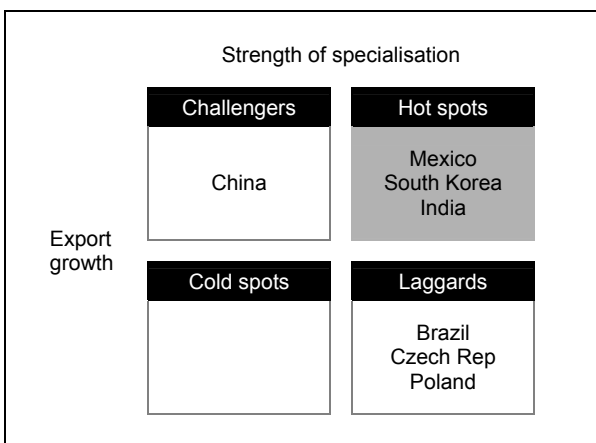 Strength of specialisation
Challengers
Hot spots
China
Mexico
South Korea
India
Export
growth
Cold spots
Laggards
Brazil
Czech Rep
Poland